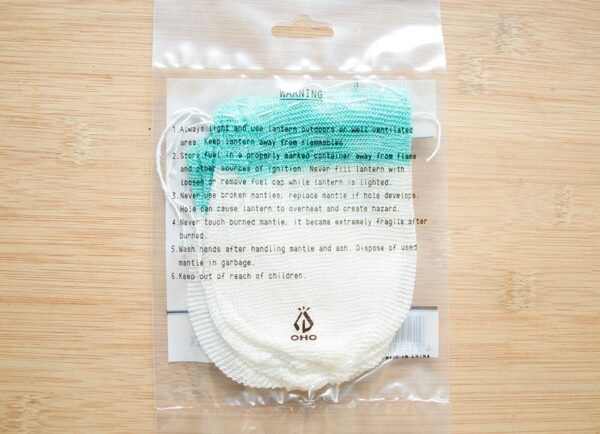 WARNING
1.Always light and use lantern outdoors or well ventilated
area. Keep lantern away from flammables
2.Store fuel in a properly marked container away from flame
and other sources of ignition. Never fill lantern with
loosen or remove fuel cap while lantern is lighted.
3.Never use broken mantles, replace mantle if hole develops.
Hole can cause lantern to overheat and create hazard.
4.Never touch burned mantle, it became extremely fragile after
burned.
5.Wash hands after handling mantle and ash. Dispose of used
mantle in garbage.
6.Keep out of reach of children.
OHO
MADE IN CHINA